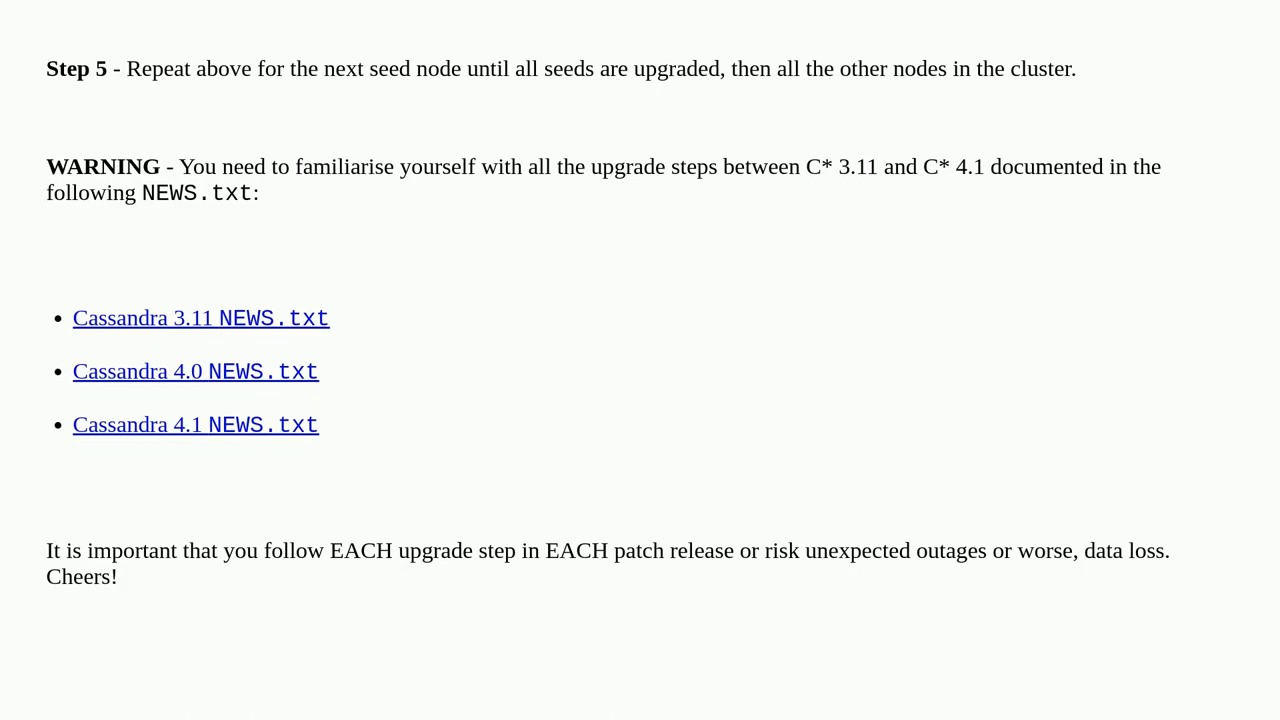 Step 5 - Repeat above for the next seed node until all seeds are upgraded, then all the other nodes in the cluster.
WARNING - You need to familiarise yourself with all the upgrade steps between C* 3.11 and C* 4.1 documented in the
following NEWS.txt:
• Cassandra 3.11 NEWS.txt
• Cassandra 4.0 NEWS.txt
• Cassandra 4.1 NEWS.txt
It is important that you follow EACH upgrade step in EACH patch release or risk unexpected outages or worse, data loss.
Cheers!